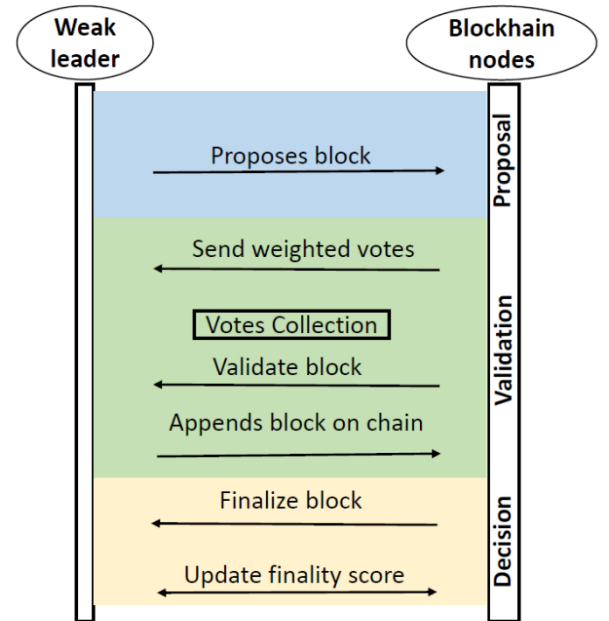 Weak
leader
Blockhain
nodes
Proposes block
Proposal
Send weighted votes
Votes Collection
Validate block
Appends block on chain
Validation
Finalize block
Update finality score
Decision